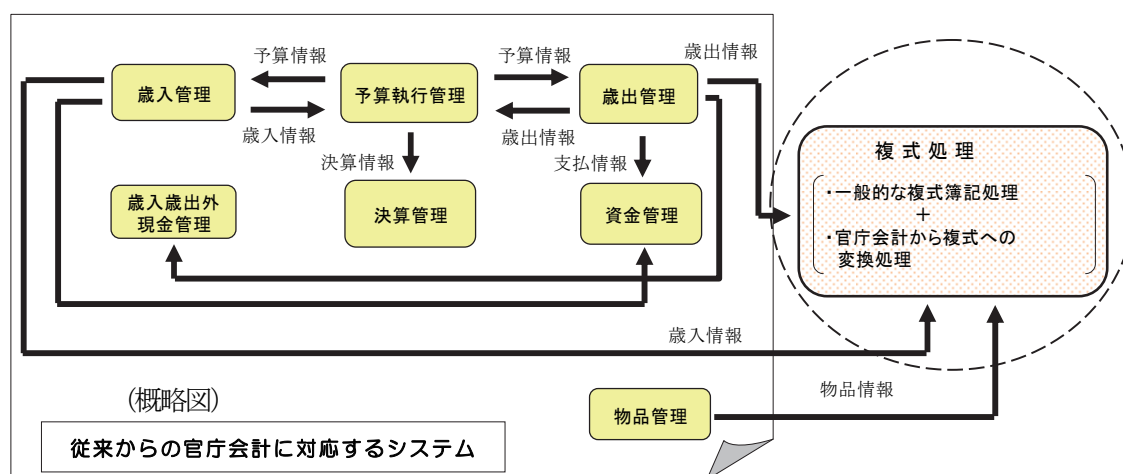 予算情報
予算情報
歳出情報
歳入管理
予算執行管理
歳出管理
歳入情報
歳出情報
決算情報
支払情報
複式処理
・一般的な複式簿記処理
+
・官庁会計から複式への
変換処理
歳入歳出外
現金管理
決算管理
資金管理
歳入情報
物品情報
(概略図)
物品管理
従来からの官庁会計に対応するシステム